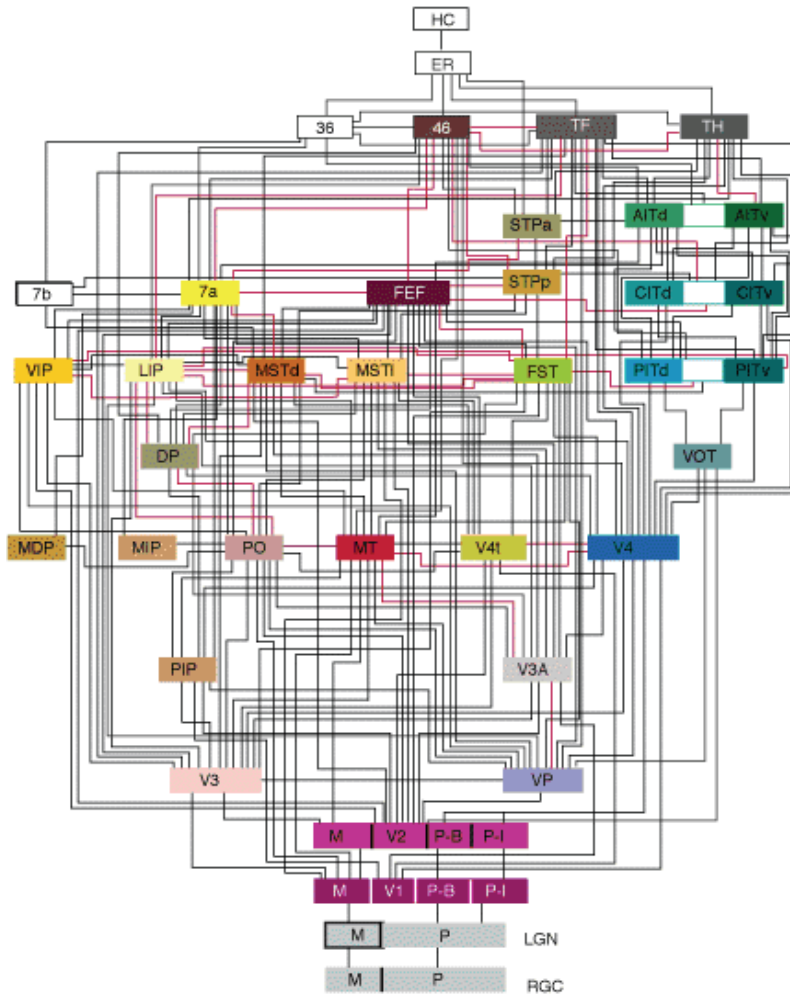 HC
ER
36 46 TF TH
STPa AITd AITv
7b 7a FEF STPp CITd CITv
VIP LIP MSTd MSTl FST PITd PITv
DP VOT
MDP MIP PO MT V4t V4
PIP V3A
V3 VP
M V2 P-B P-I
M V1 P-B P-I
M P LGN
M P RGC